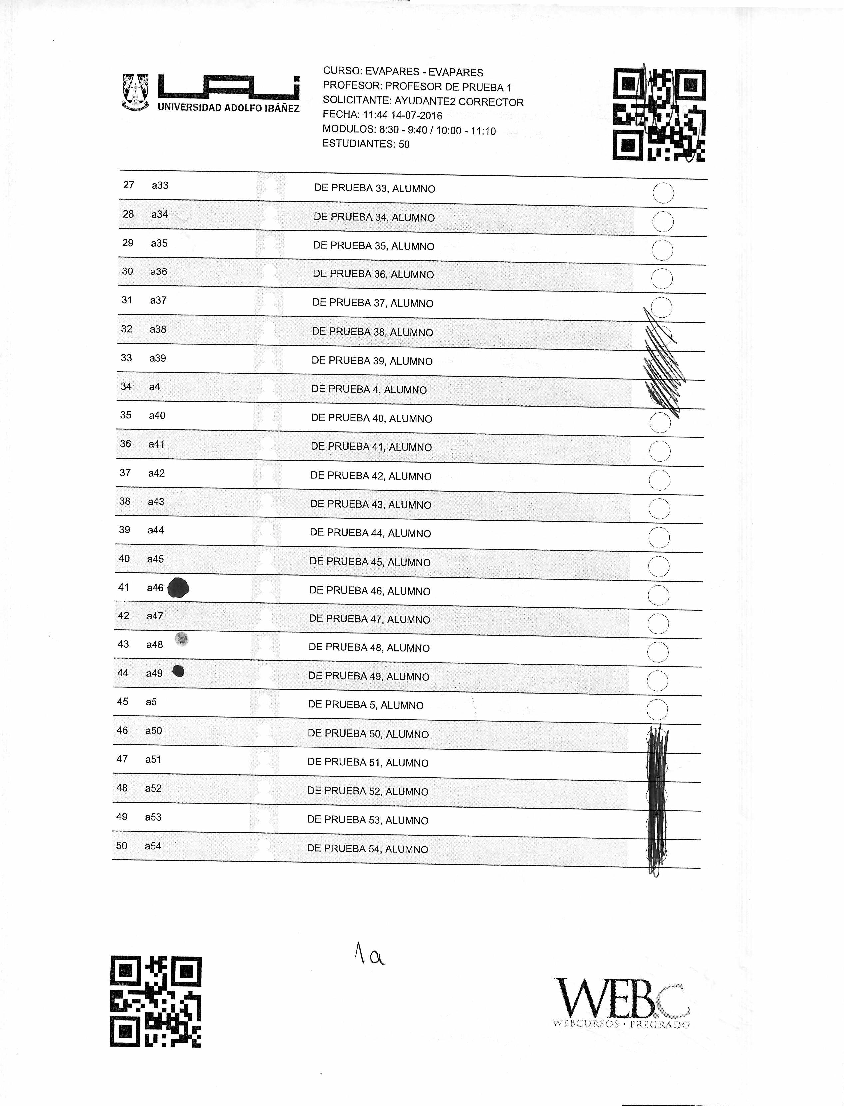 UNIVERSIDAD ADOLFO IBÁÑEZ
CURSO: EVAPARES - EVAPARES
PROFESOR: PROFESOR DE PRUEBA 1
SOLICITANTE: AYUDANTE2 CORRECTOR
FECHA: 11:44 14-07-2016
MODULOS: 8:30 - 9:40 / 10:00 - 11:10
ESTUDIANTES: 50
27 a33 DE PRUEBA 33, ALUMNO
28 a34 DE PRUEBA 34, ALUMNO
29 a35 DE PRUEBA 35, ALUMNO
30 a36 DE PRUEBA 36, ALUMNO
31 a37 DE PRUEBA 37, ALUMNO
32 a38 DE PRUEBA 38, ALUMNO
33 a39 DE PRUEBA 39, ALUMNO
34 a4 DE PRUEBA 4, ALUMNO
35 a40 DE PRUEBA 40, ALUMNO
36 a41 DE PRUEBA 41, ALUMNO
37 a42 DE PRUEBA 42, ALUMNO
38 a43 DE PRUEBA 43, ALUMNO
39 a44 DE PRUEBA 44, ALUMNO
40 a45 DE PRUEBA 45, ALUMNO
41 a46 DE PRUEBA 46, ALUMNO
42 a47 DE PRUEBA 47, ALUMNO
43 a48 DE PRUEBA 48, ALUMNO
44 a49 DE PRUEBA 49, ALUMNO
45 a5 DE PRUEBA 5, ALUMNO
46 a50 DE PRUEBA 50, ALUMNO
47 a51 DE PRUEBA 51, ALUMNO
48 a52 DE PRUEBA 52, ALUMNO
49 a53 DE PRUEBA 53, ALUMNO
50 a54 DE PRUEBA 54, ALUMNO
1a
WEBC
WEBCURSOS · PREGRADO